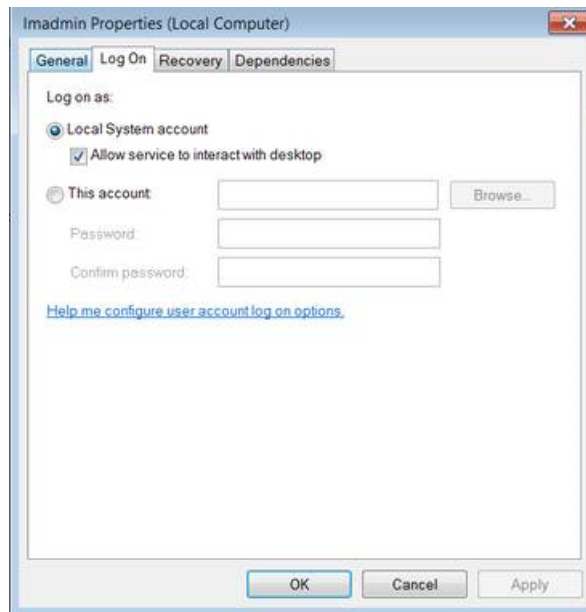 Imadmin Properties (Local Computer)
General Log On Recovery Dependencies
Log on as:
Local System account
Allow service to interact with desktop
This account:
Browse...
Password:
Confirm password:
Help me configure user account log on options.
OK Cancel Apply